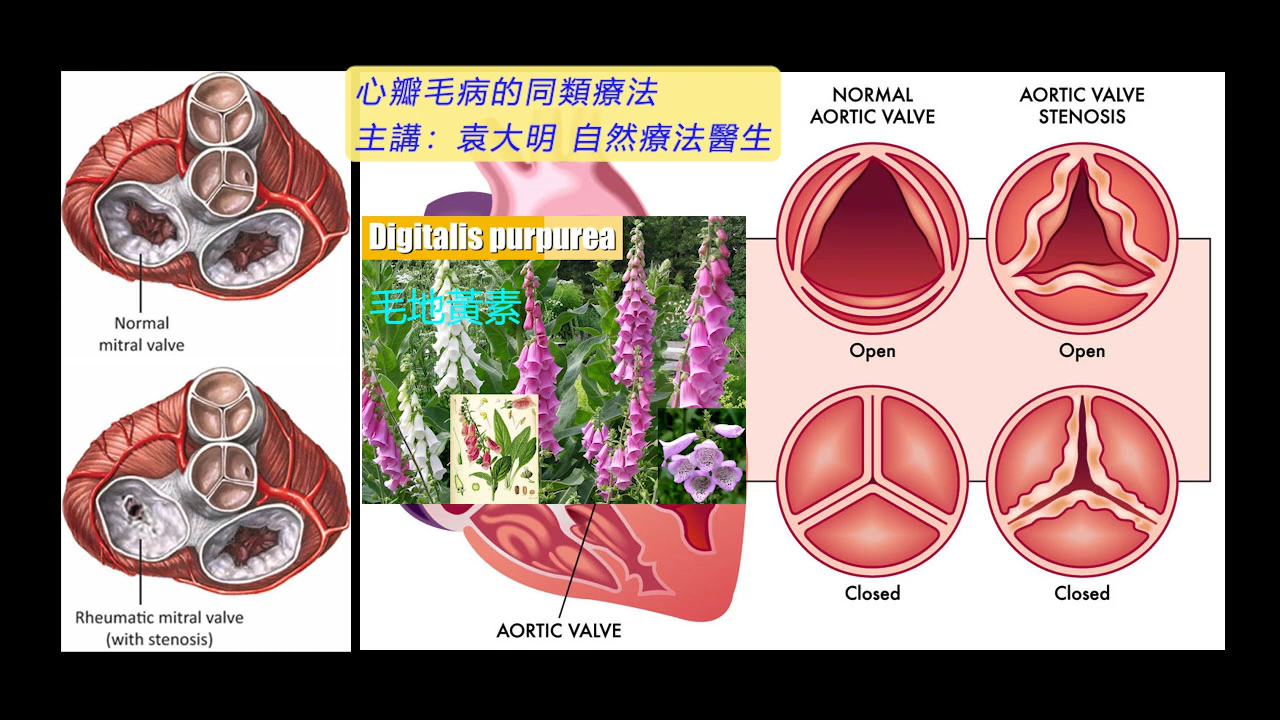 心瓣毛病的同類療法
主講：袁大明 自然療法醫生
Normal
mitral valve
Rheumatic mitral valve
(with stenosis)
Digitalis purpurea
毛地黃素
AORTIC VALVE
NORMAL
AORTIC VALVE
AORTIC VALVE
STENOSIS
Open
Open
Closed
Closed